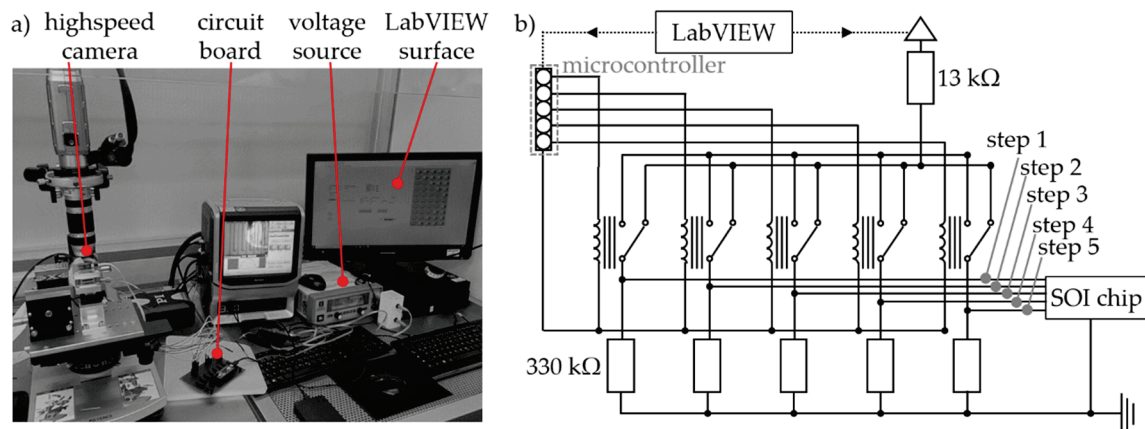 a) highspeed camera
circuit board
voltage source
LabVIEW surface
b)
LabVIEW
microcontroller
13 kΩ
step 1
step 2
step 3
step 4
step 5
SOI chip
330 kΩ